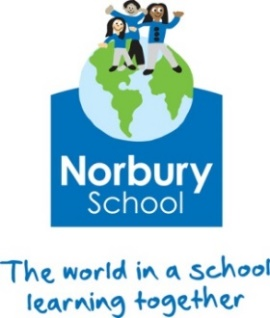 Norbury
School
The world in a school
learning together